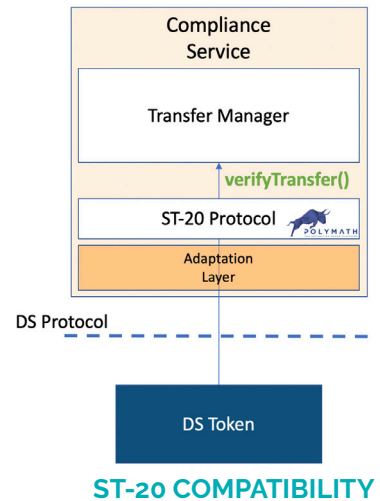 Compliance
Service
Transfer Manager
verifyTransfer()
ST-20 Protocol
POLYMATH
Adaptation
Layer
DS Protocol
DS Token
ST-20 COMPATIBILITY